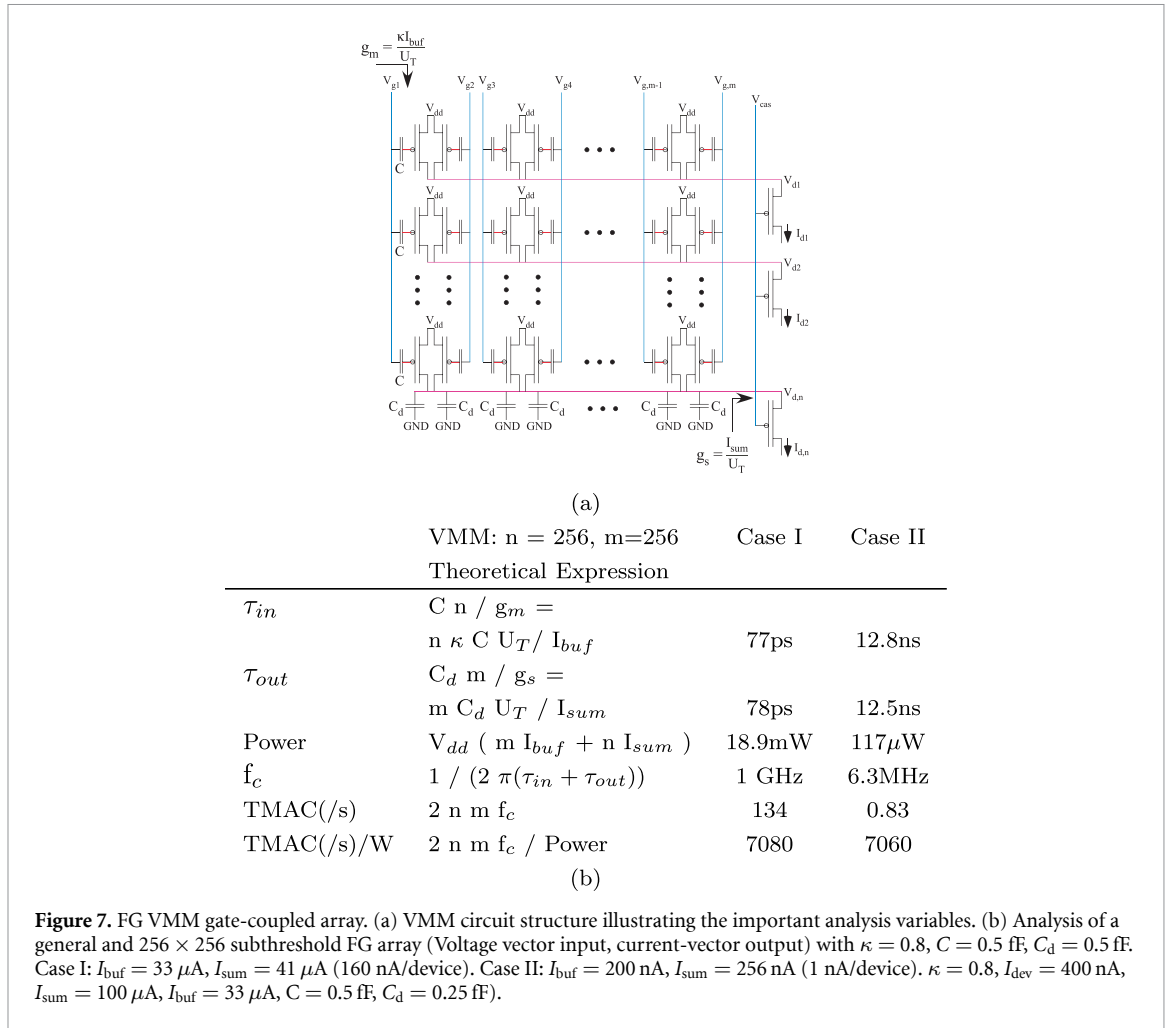 g_m = κI_buf / U_T
V_g1 V_g2 V_g3 V_g4 V_g,m-1 V_g,m V_cas
V_dd V_dd V_dd
C
V_d1
V_dd V_dd V_dd
I_d1
C
V_d2
I_d2
V_dd V_dd V_dd
C
V_d,n
C_d C_d C_d C_d C_d C_d
GND GND GND GND GND GND
g_s = I_sum / U_T
I_d,n
(a)
VMM: n = 256, m=256 Case I Case II
Theoretical Expression
τ_in C n / g_m =
n κ C U_T/ I_buf 77ps 12.8ns
τ_out C_d m / g_s =
m C_d U_T / I_sum 78ps 12.5ns
Power V_dd ( m I_buf + n I_sum ) 18.9mW 117μW
f_c 1 / (2 π(τ_in + τ_out)) 1 GHz 6.3MHz
TMAC(/s) 2 n m f_c 134 0.83
TMAC(/s)/W 2 n m f_c / Power 7080 7060
(b)
Figure 7. FG VMM gate-coupled array. (a) VMM circuit structure illustrating the important analysis variables. (b) Analysis of a
general and 256 × 256 subthreshold FG array (Voltage vector input, current-vector output) with κ = 0.8, C = 0.5 fF, C_d = 0.5 fF.
Case I: I_buf = 33 μA, I_sum = 41 μA (160 nA/device). Case II: I_buf = 200 nA, I_sum = 256 nA (1 nA/device). κ = 0.8, I_dev = 400 nA,
I_sum = 100 μA, I_buf = 33 μA, C = 0.5 fF, C_d = 0.25 fF).